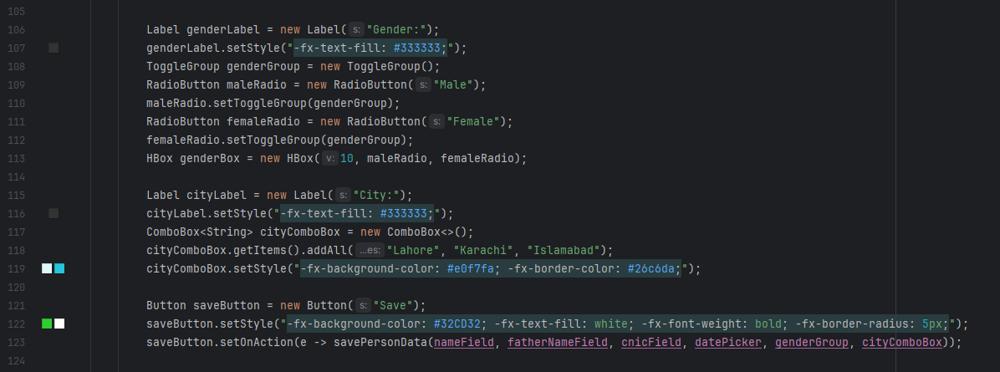 105
106 Label genderLabel = new Label( s: "Gender:");
107 genderLabel.setStyle("-fx-text-fill: #333333;");
108 ToggleGroup genderGroup = new ToggleGroup();
109 RadioButton maleRadio = new RadioButton( s: "Male");
110 maleRadio.setToggleGroup(genderGroup);
111 RadioButton femaleRadio = new RadioButton( s: "Female");
112 femaleRadio.setToggleGroup(genderGroup);
113 HBox genderBox = new HBox( v: 10, maleRadio, femaleRadio);
114
115 Label cityLabel = new Label( s: "City:");
116 cityLabel.setStyle("-fx-text-fill: #333333;");
117 ComboBox<String> cityComboBox = new ComboBox<>();
118 cityComboBox.getItems().addAll( ...es: "Lahore", "Karachi", "Islamabad");
119 cityComboBox.setStyle("-fx-background-color: #e0f7fa; -fx-border-color: #26c6da;");
120
121 Button saveButton = new Button( s: "Save");
122 saveButton.setStyle("-fx-background-color: #32CD32; -fx-text-fill: white; -fx-font-weight: bold; -fx-border-radius: 5px;");
123 saveButton.setOnAction(e -> savePersonData(nameField, fatherNameField, cnicField, datePicker, genderGroup, cityComboBox));
124